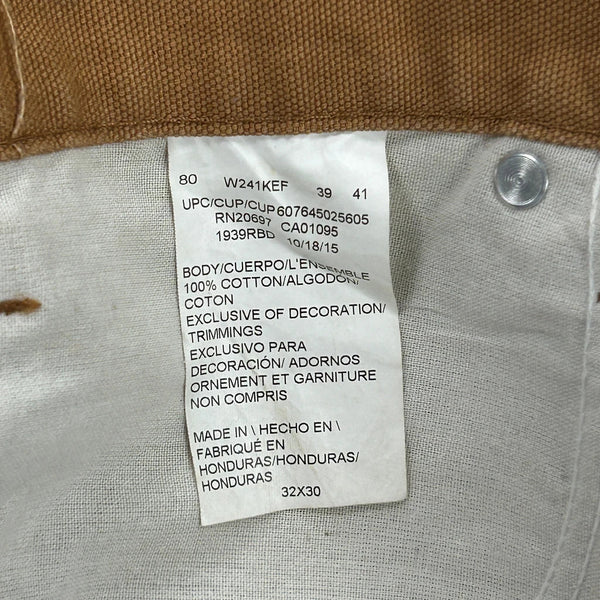 80 W241KEF 39 41
UPC/CUP/CUP 607645025605
RN20697 CA01095
1939RBD 10/18/15
BODY/CUERPO/L'ENSEMBLE
100% COTTON/ALGODÓN/
COTON
EXCLUSIVE OF DECORATION/
TRIMMINGS
EXCLUSIVO PARA
DECORACIÓN/ ADORNOS
ORNEMENT ET GARNITURE
NON COMPRIS
MADE IN \ HECHO EN \
FABRIQUÉ EN
HONDURAS/HONDURAS/
HONDURAS
32X30